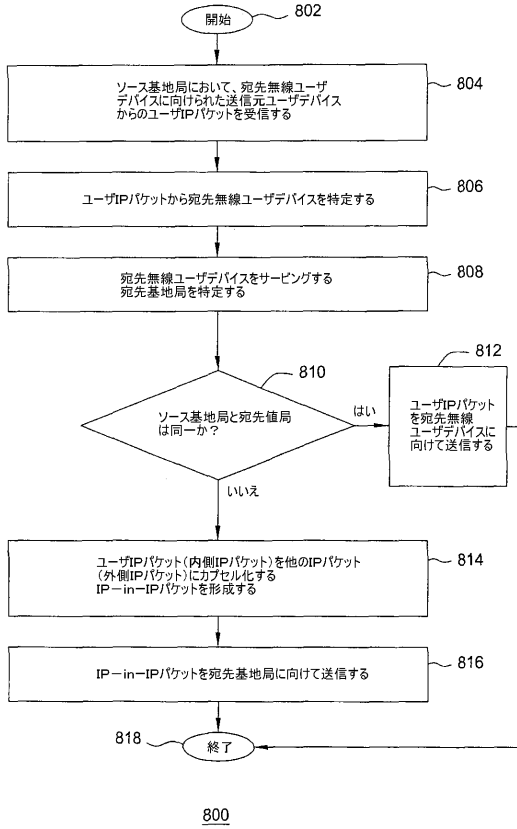 開始
802
ソース基地局において、宛先無線ユーザ
デバイスに向けられた送信元ユーザデバイス
からのユーザIPパケットを受信する
804
ユーザIPパケットから宛先無線ユーザデバイスを特定する
806
宛先無線ユーザデバイスをサービングする
宛先基地局を特定する
808
810
ソース基地局と宛先値局
は同一か？
はい
812
ユーザIPパケット
を宛先無線
ユーザデバイスに
向けて送信する
いいえ
ユーザIPパケット(内側IPパケット)を他のIPパケット
(外側IPパケット)にカプセル化する
IP－in－IPパケットを形成する
814
IP－in－IPパケットを宛先基地局に向けて送信する
816
818
終了
800